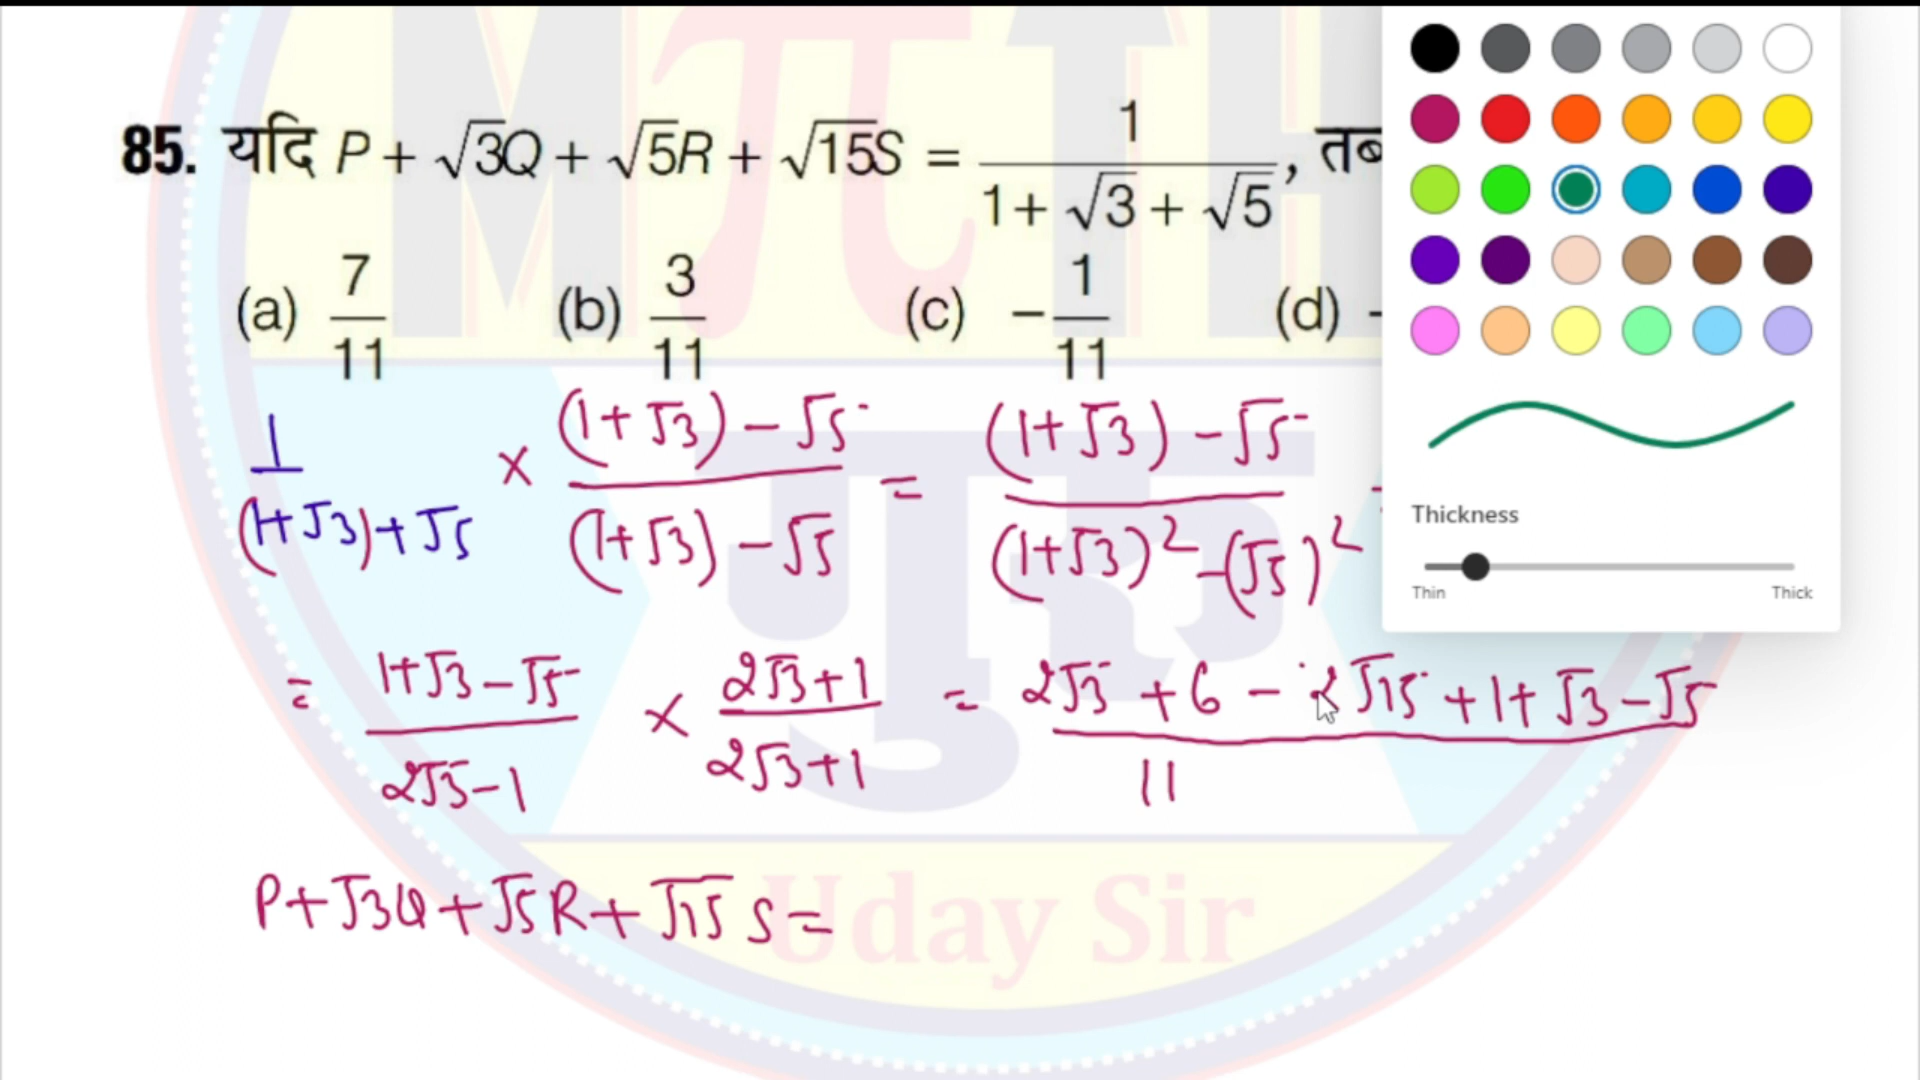 85. यदि P + √3Q + √5R + √15S = 1/(1 + √3 + √5),
(a) 7/11 (b) 3/11 (c) -1/11 (d) -
1/((1+√3)+√5) × ((1+√3)-√5)/((1+√3)-√5) = ((1+√3)-√5)/((1+√3)²-(√5)²)
= (1+√3-√5)/(2√3-1) × (2√3+1)/(2√3+1) = (2√3+6-2√15+1+√3-√5)/11
P+√3Q+√5R+√15 S=
Uday Sir
Thickness
Thin Thick